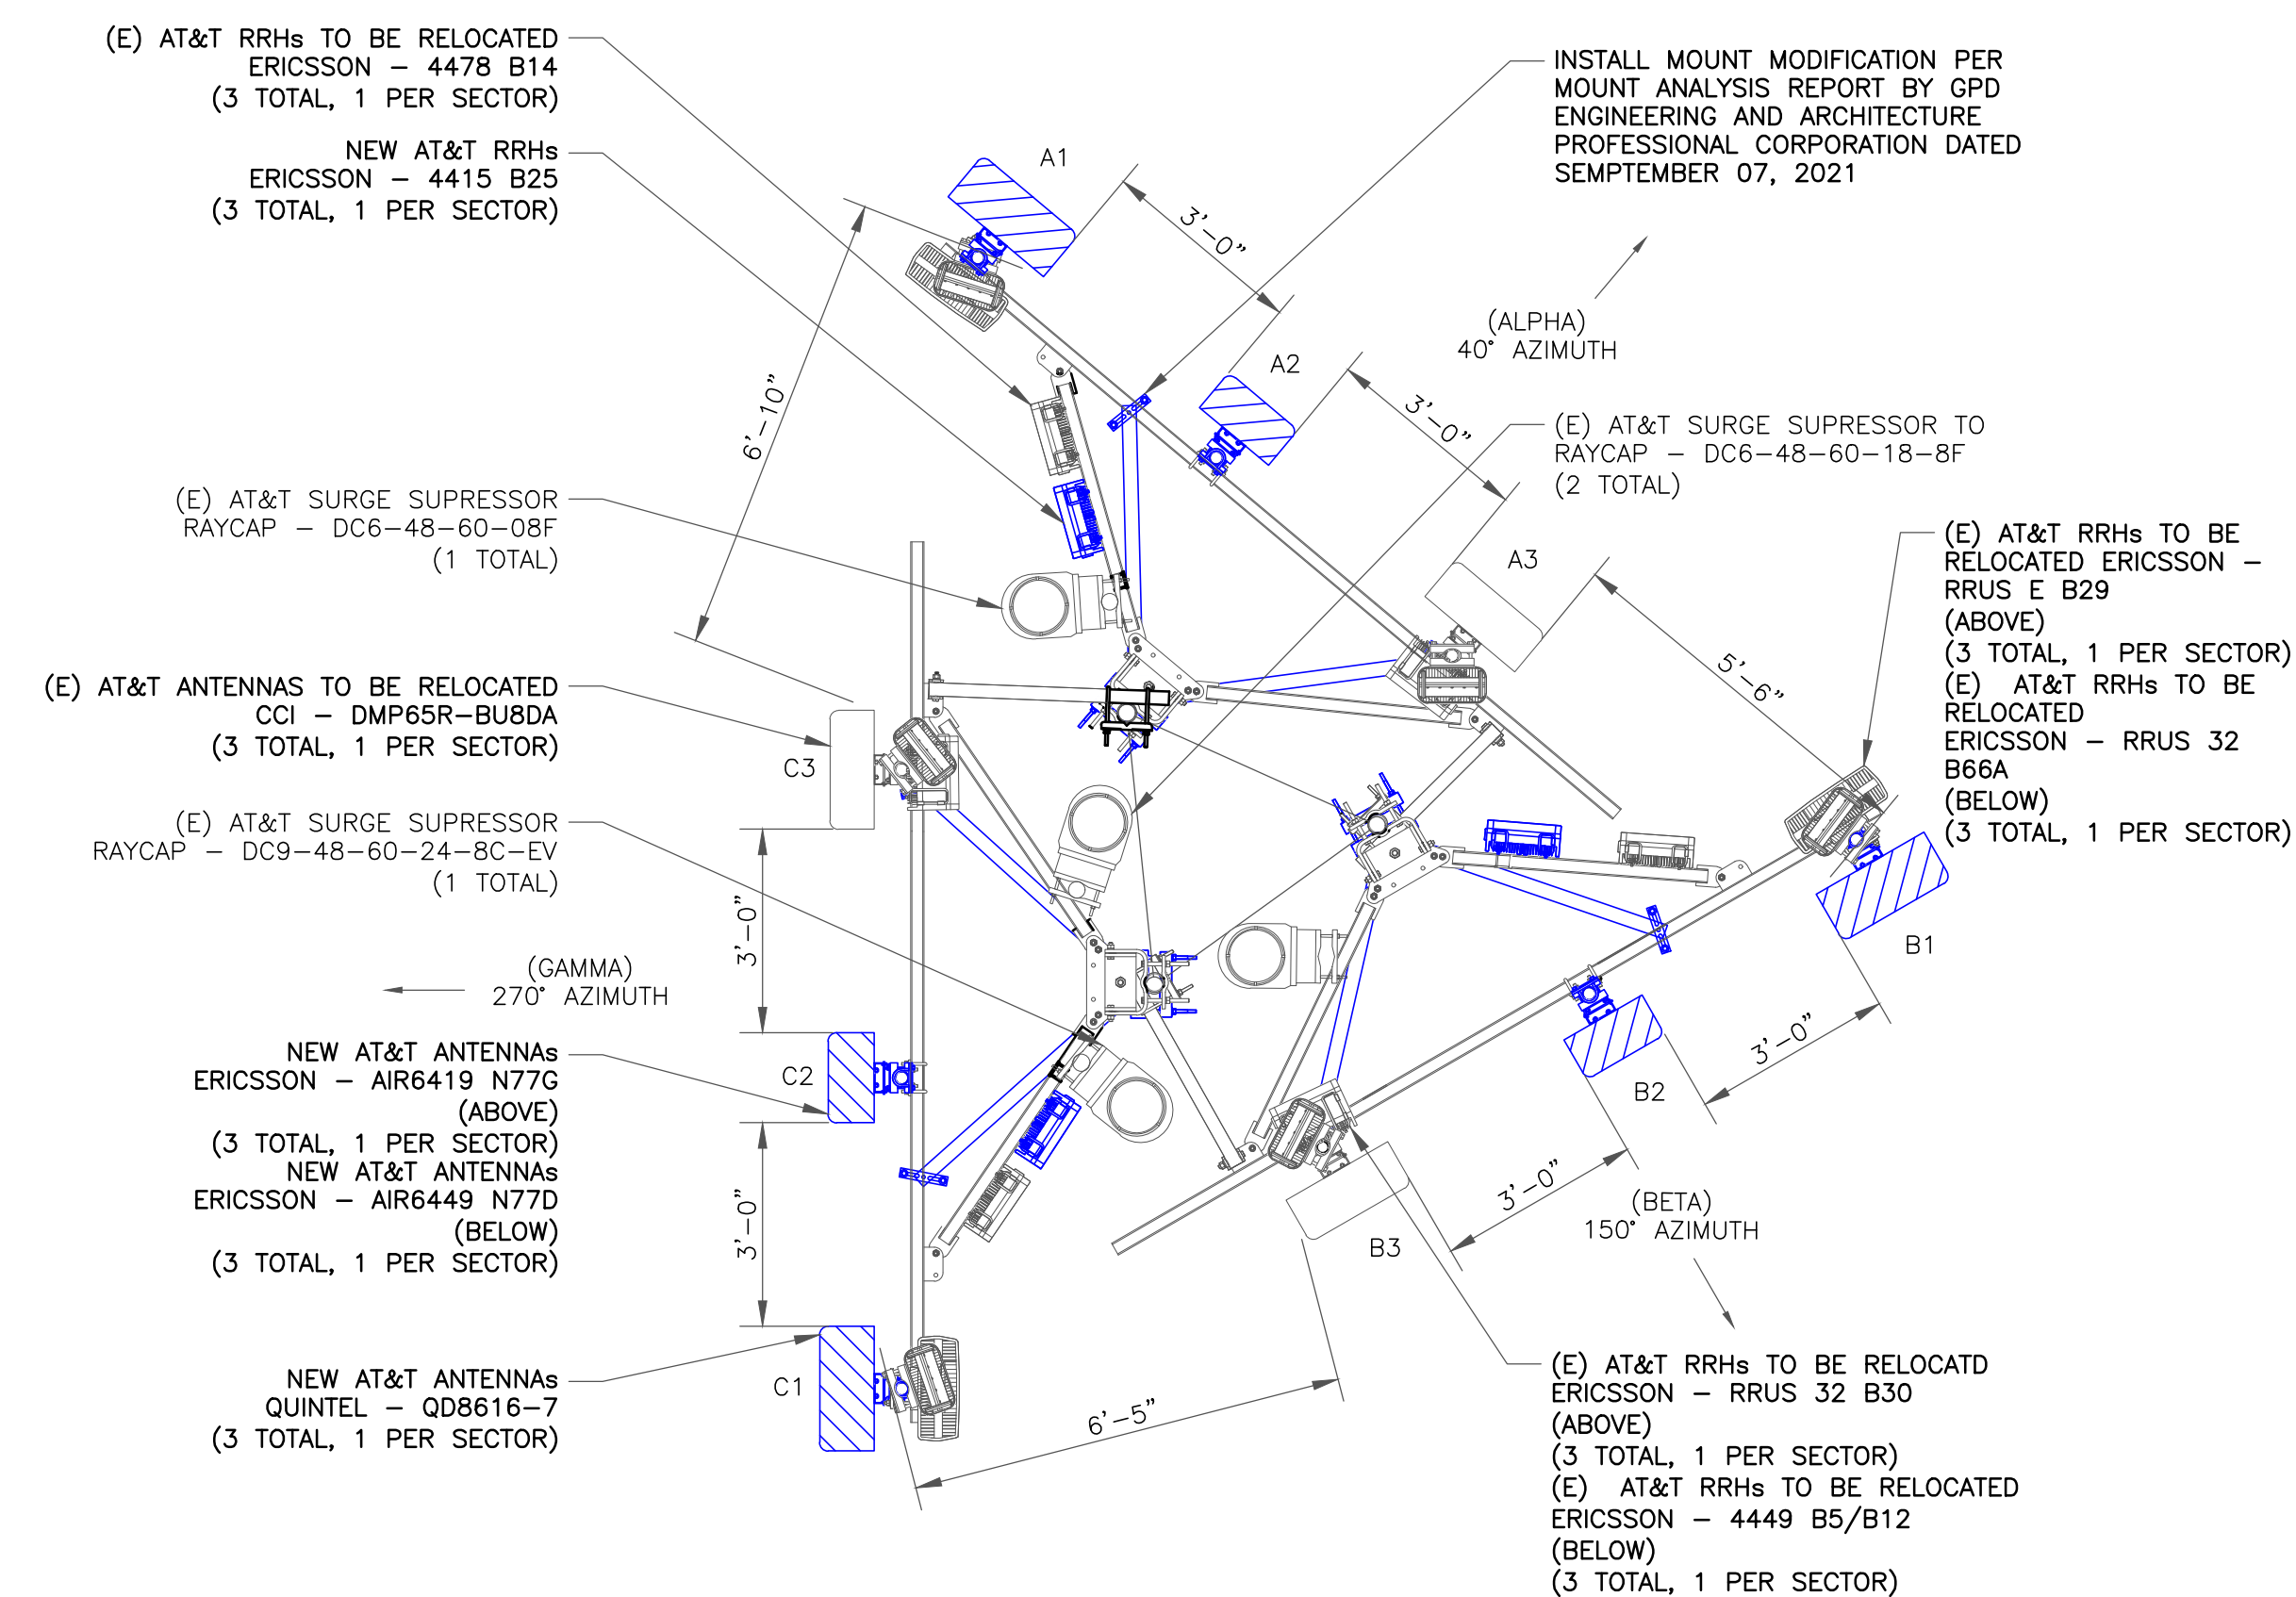 (E) AT&T RRHs TO BE RELOCATED
ERICSSON – 4478 B14
(3 TOTAL, 1 PER SECTOR)
NEW AT&T RRHs
ERICSSON – 4415 B25
(3 TOTAL, 1 PER SECTOR)
INSTALL MOUNT MODIFICATION PER
MOUNT ANALYSIS REPORT BY GPD
ENGINEERING AND ARCHITECTURE
PROFESSIONAL CORPORATION DATED
SEMPTEMBER 07, 2021
A1
3'–0"
(ALPHA)
40° AZIMUTH
A2
3'–0"
6'–10"
(E) AT&T SURGE SUPRESSOR TO
RAYCAP – DC6–48–60–18–8F
(2 TOTAL)
(E) AT&T SURGE SUPRESSOR
RAYCAP – DC6–48–60–08F
(1 TOTAL)
A3
5'–6"
(E) AT&T RRHs TO BE
RELOCATED ERICSSON –
RRUS E B29
(ABOVE)
(3 TOTAL, 1 PER SECTOR)
(E) AT&T RRHs TO BE
RELOCATED
ERICSSON – RRUS 32
B66A
(BELOW)
(3 TOTAL, 1 PER SECTOR)
(E) AT&T ANTENNAS TO BE RELOCATED
CCI – DMP65R–BU8DA
(3 TOTAL, 1 PER SECTOR)
C3
(E) AT&T SURGE SUPRESSOR
RAYCAP – DC9–48–60–24–8C–EV
(1 TOTAL)
3'–0"
B1
(GAMMA)
270° AZIMUTH
3'–0"
B2
C2
NEW AT&T ANTENNAs
ERICSSON – AIR6419 N77G
(ABOVE)
(3 TOTAL, 1 PER SECTOR)
NEW AT&T ANTENNAs
ERICSSON – AIR6449 N77D
(BELOW)
(3 TOTAL, 1 PER SECTOR)
3'–0"
3'–0"
(BETA)
150° AZIMUTH
B3
NEW AT&T ANTENNAs
QUINTEL – QD8616–7
(3 TOTAL, 1 PER SECTOR)
C1
6'–5"
(E) AT&T RRHs TO BE RELOCATD
ERICSSON – RRUS 32 B30
(ABOVE)
(3 TOTAL, 1 PER SECTOR)
(E) AT&T RRHs TO BE RELOCATED
ERICSSON – 4449 B5/B12
(BELOW)
(3 TOTAL, 1 PER SECTOR)